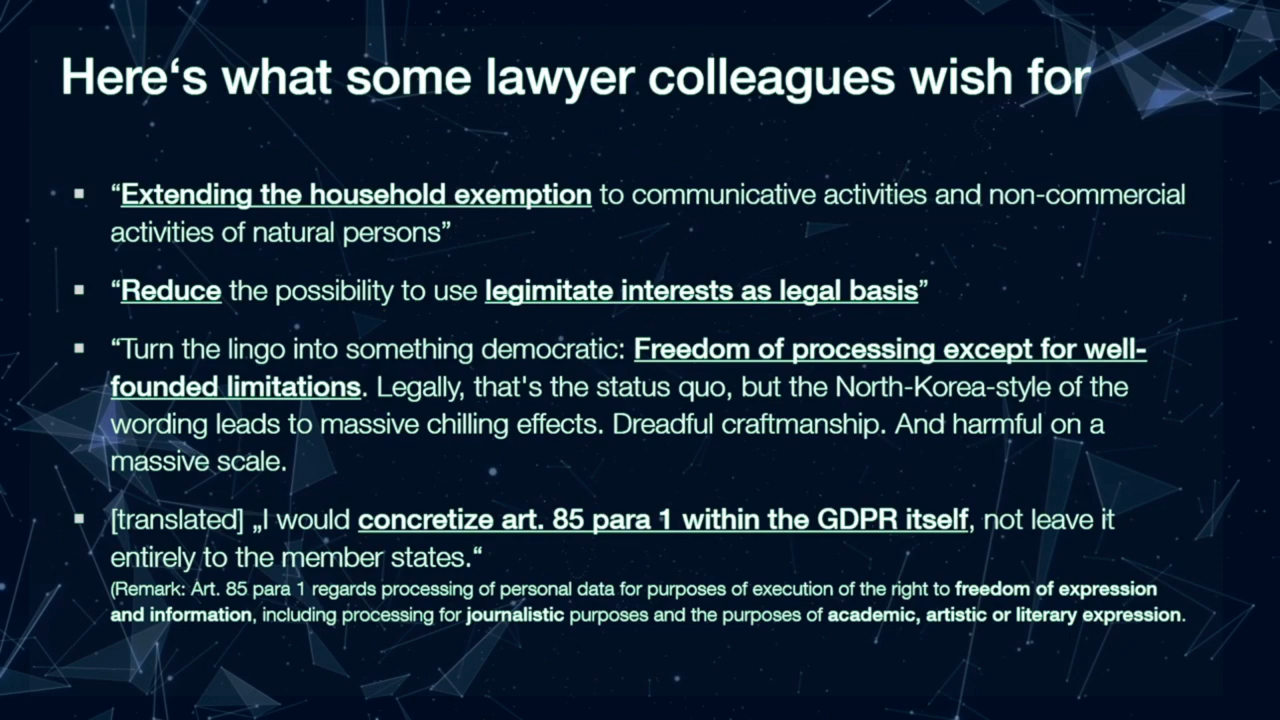 Here‘s what some lawyer colleagues wish for
▪ “Extending the household exemption to communicative activities and non-commercial
activities of natural persons”
▪ “Reduce the possibility to use legimitate interests as legal basis”
▪ “Turn the lingo into something democratic: Freedom of processing except for well-
founded limitations. Legally, that's the status quo, but the North-Korea-style of the
wording leads to massive chilling effects. Dreadful craftmanship. And harmful on a
massive scale.
▪ [translated] „I would concretize art. 85 para 1 within the GDPR itself, not leave it
entirely to the member states.“
(Remark: Art. 85 para 1 regards processing of personal data for purposes of execution of the right to freedom of expression
and information, including processing for journalistic purposes and the purposes of academic, artistic or literary expression.